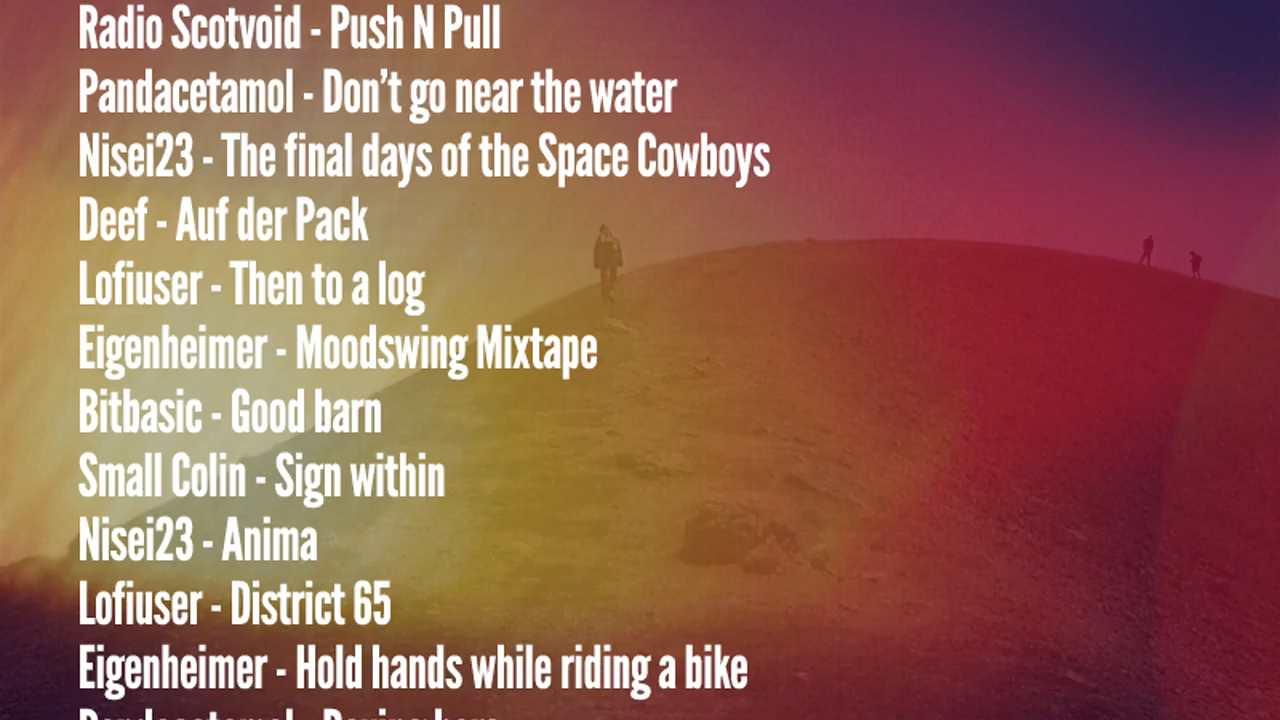 Radio Scotvoid - Push N Pull
Pandacetamol - Don’t go near the water
Nisei23 - The final days of the Space Cowboys
Deef - Auf der Pack
Lofiuser - Then to a log
Eigenheimer - Moodswing Mixtape
Bitbasic - Good barn
Small Colin - Sign within
Nisei23 - Anima
Lofiuser - District 65
Eigenheimer - Hold hands while riding a bike
Pandacetamol -